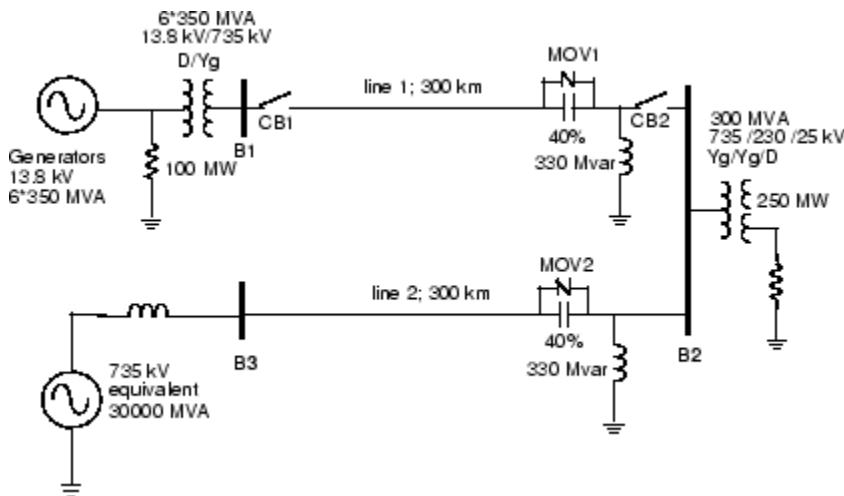 6*350 MVA
13.8 kV/735 kV
D/Yg
MOV1
line 1; 300 km
CB1
CB2
B1
40%
300 MVA
735 /230 /25 kV
Yg/Yg/D
Generators
13.8 kV
6*350 MVA
100 MW
330 Mvar
250 MW
MOV2
line 2; 300 km
B3
40%
B2
330 Mvar
735 kV
equivalent
30000 MVA